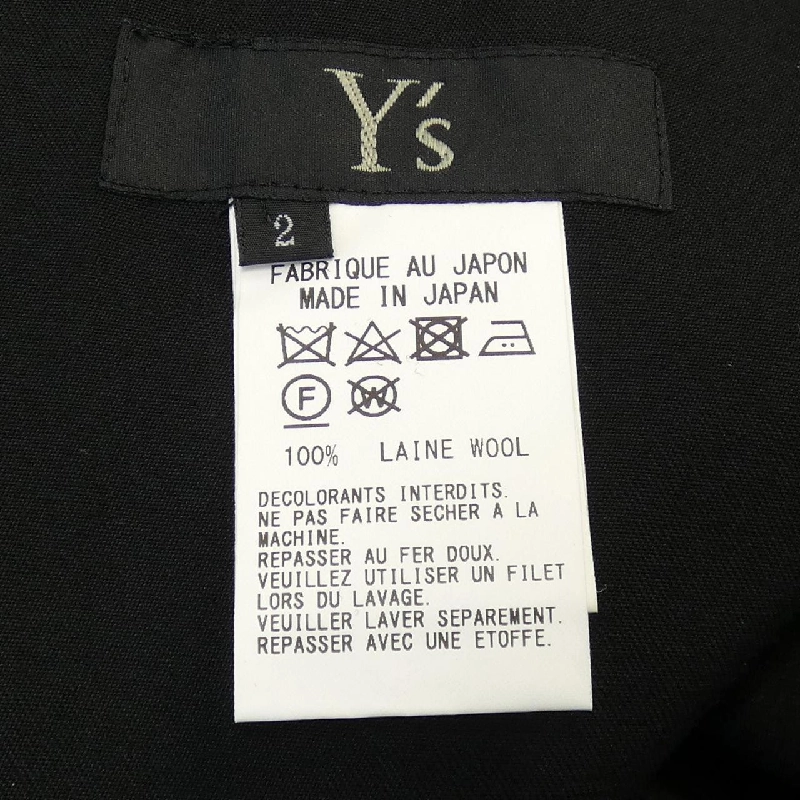 Y's
2
FABRIQUE AU JAPON
MADE IN JAPAN
F W
100% LAINE WOOL
DECOLORANTS INTERDITS.
NE PAS FAIRE SECHER A LA
MACHINE.
REPASSER AU FER DOUX.
VEUILLEZ UTILISER UN FILET
LORS DU LAVAGE.
VEUILLER LAVER SEPAREMENT.
REPASSER AVEC UNE ETOFFE.